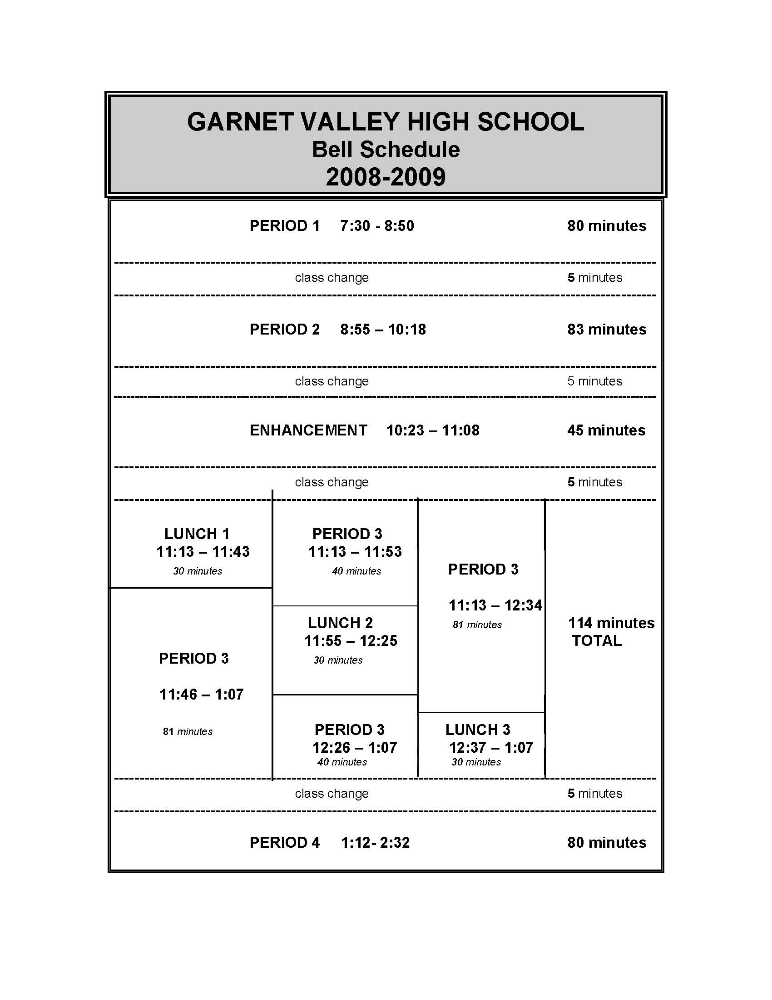 GARNET VALLEY HIGH SCHOOL
Bell Schedule
2008-2009
PERIOD 1 7:30 - 8:50 80 minutes
class change 5 minutes
PERIOD 2 8:55 – 10:18 83 minutes
class change 5 minutes
ENHANCEMENT 10:23 – 11:08 45 minutes
class change 5 minutes
LUNCH 1
11:13 – 11:43
30 minutes
PERIOD 3
11:46 – 1:07
81 minutes
PERIOD 3
11:13 – 11:53
40 minutes
LUNCH 2
11:55 – 12:25
30 minutes
PERIOD 3
12:26 – 1:07
40 minutes
PERIOD 3
11:13 – 12:34
81 minutes
LUNCH 3
12:37 – 1:07
30 minutes
114 minutes
TOTAL
class change 5 minutes
PERIOD 4 1:12- 2:32 80 minutes